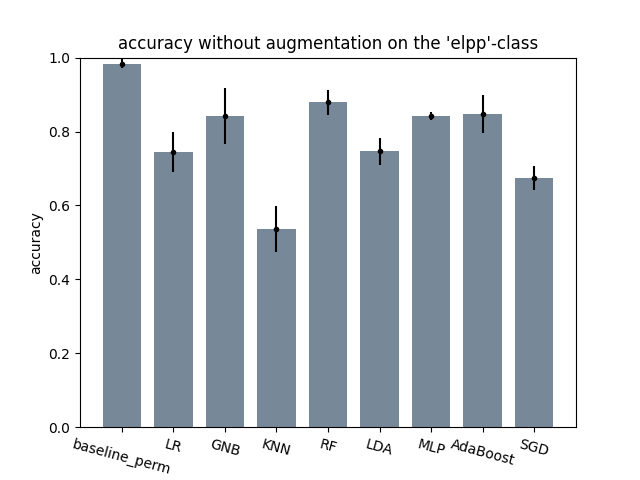 accuracy without augmentation on the 'elpp'-class
1.0
0.8
0.6
0.4
0.2
0.0
accuracy
baseline_perm
LR
GNB
KNN
RF
LDA
MLP
AdaBoost
SGD